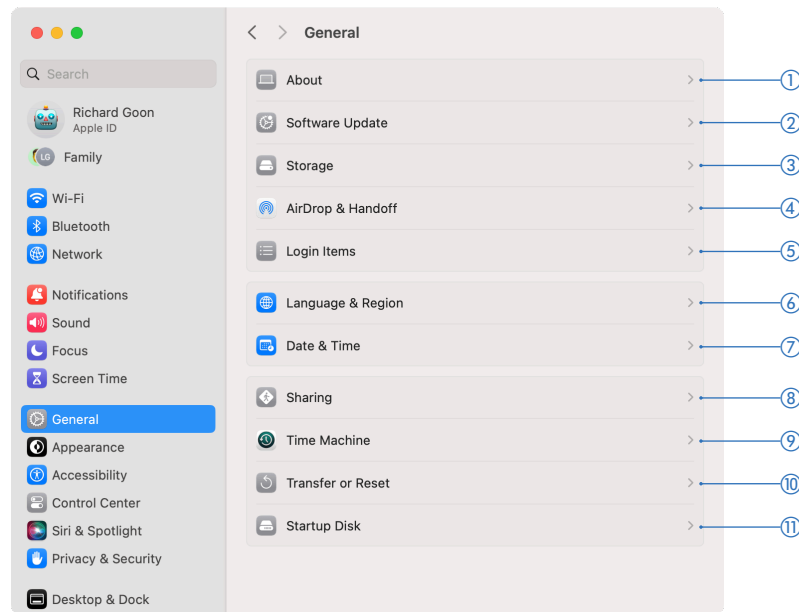 General
Search
Richard Goon
Apple ID
LG
Family
Wi-Fi
Bluetooth
Network
Notifications
Sound
Focus
Screen Time
General
Appearance
Accessibility
Control Center
Siri & Spotlight
Privacy & Security
Desktop & Dock
About ①
Software Update ②
Storage ③
AirDrop & Handoff ④
Login Items ⑤
Language & Region ⑥
Date & Time ⑦
Sharing ⑧
Time Machine ⑨
Transfer or Reset ⑩
Startup Disk ⑪